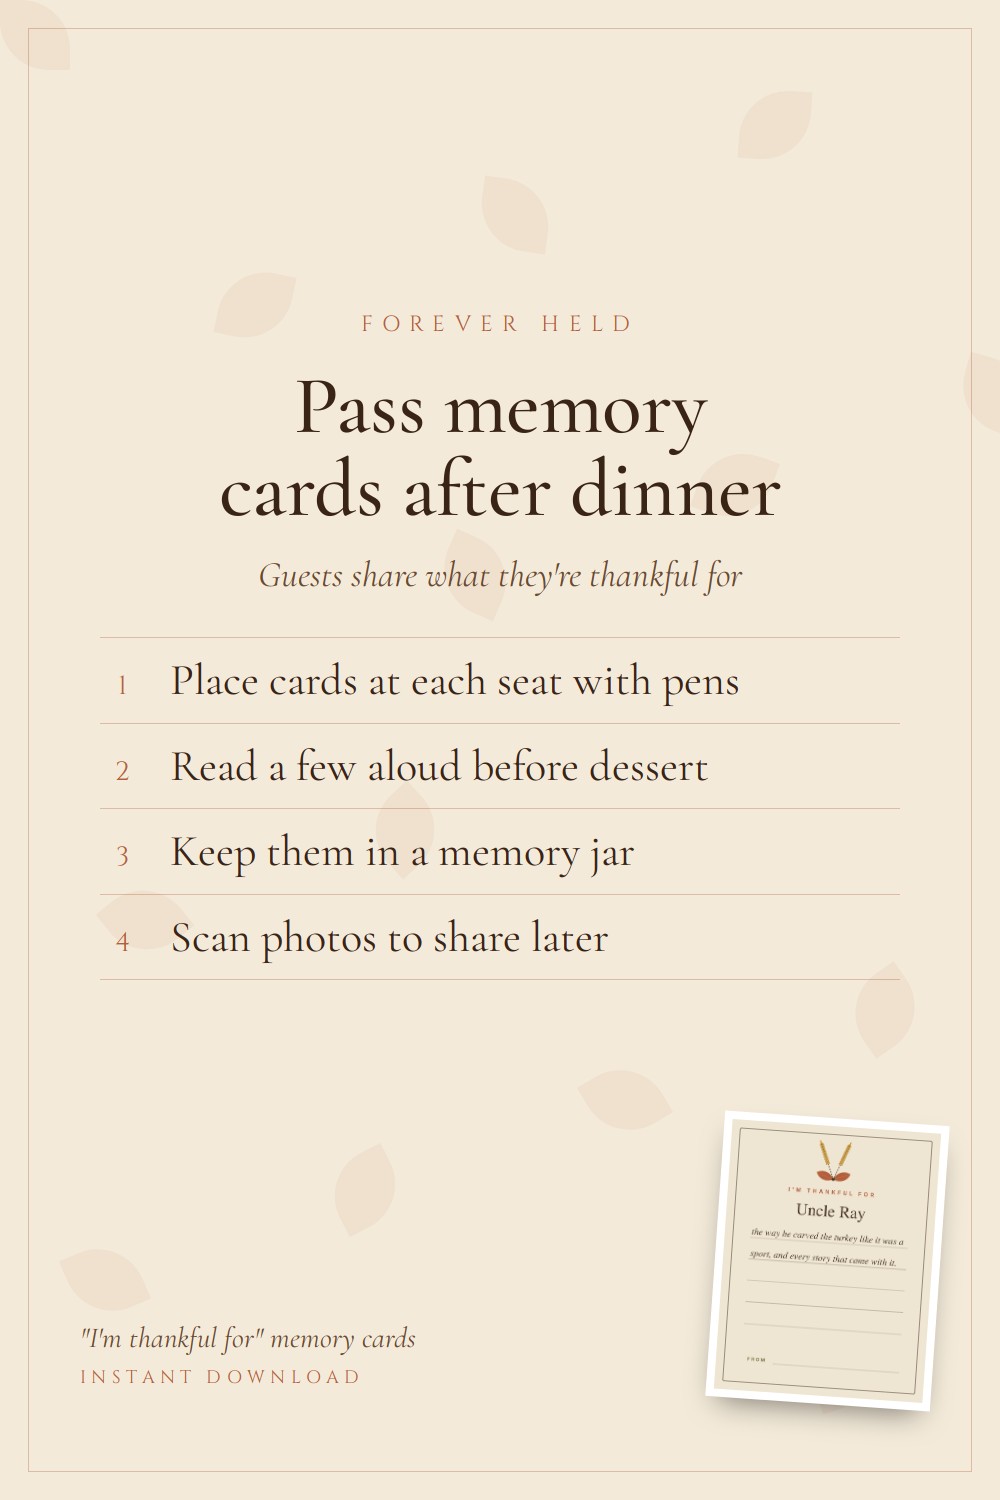 FOREVER HELD
Pass memory
cards after dinner
Guests share what they're thankful for
1 Place cards at each seat with pens
2 Read a few aloud before dessert
3 Keep them in a memory jar
4 Scan photos to share later
I'M THANKFUL FOR
Uncle Ray
the way he carved the turkey like it was a
sport, and every story that came with it.
FROM
"I'm thankful for" memory cards
INSTANT DOWNLOAD